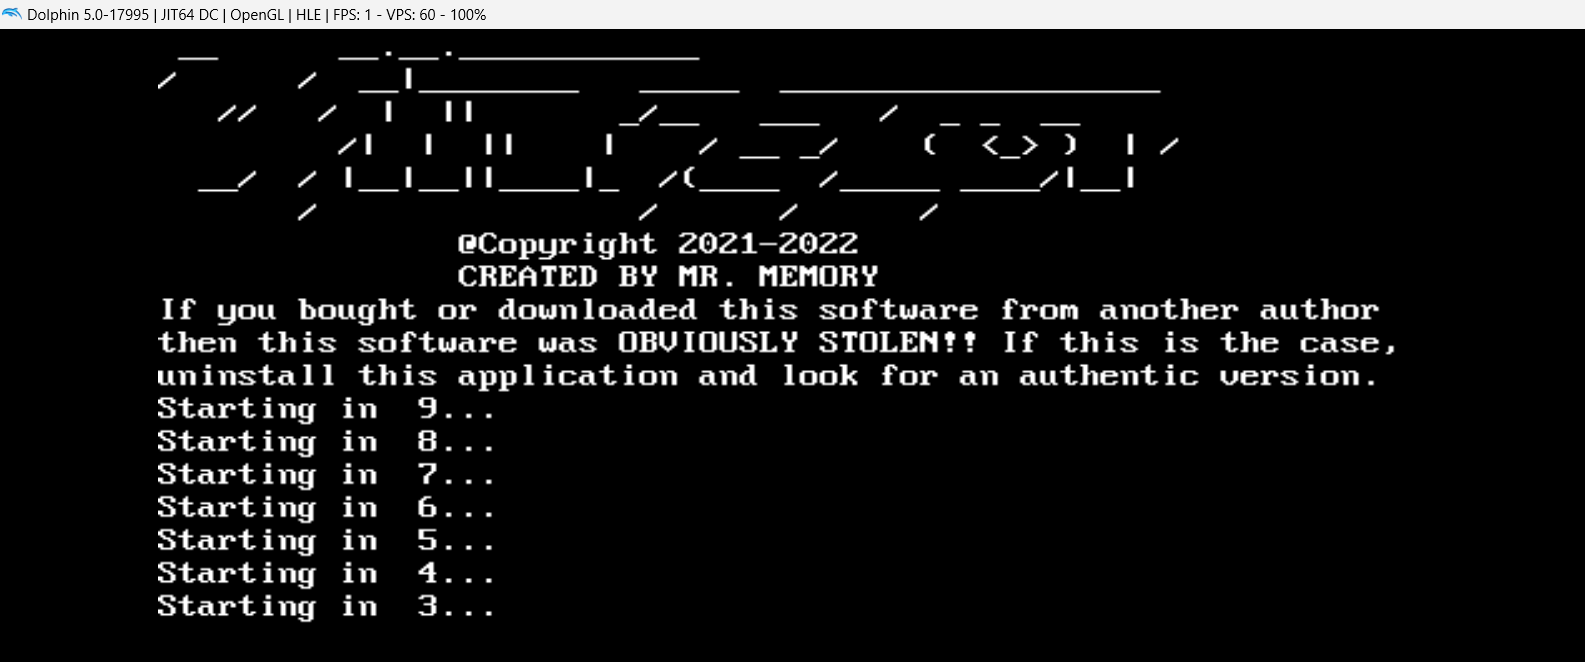 Dolphin 5.0-17995 | JIT64 DC | OpenGL | HLE | FPS: 1 - VPS: 60 - 100%
@Copyright 2021-2022
CREATED BY MR. MEMORY
If you bought or downloaded this software from another author
then this software was OBVIOUSLY STOLEN!! If this is the case,
uninstall this application and look for an authentic version.
Starting in  9...
Starting in  8...
Starting in  7...
Starting in  6...
Starting in  5...
Starting in  4...
Starting in  3...